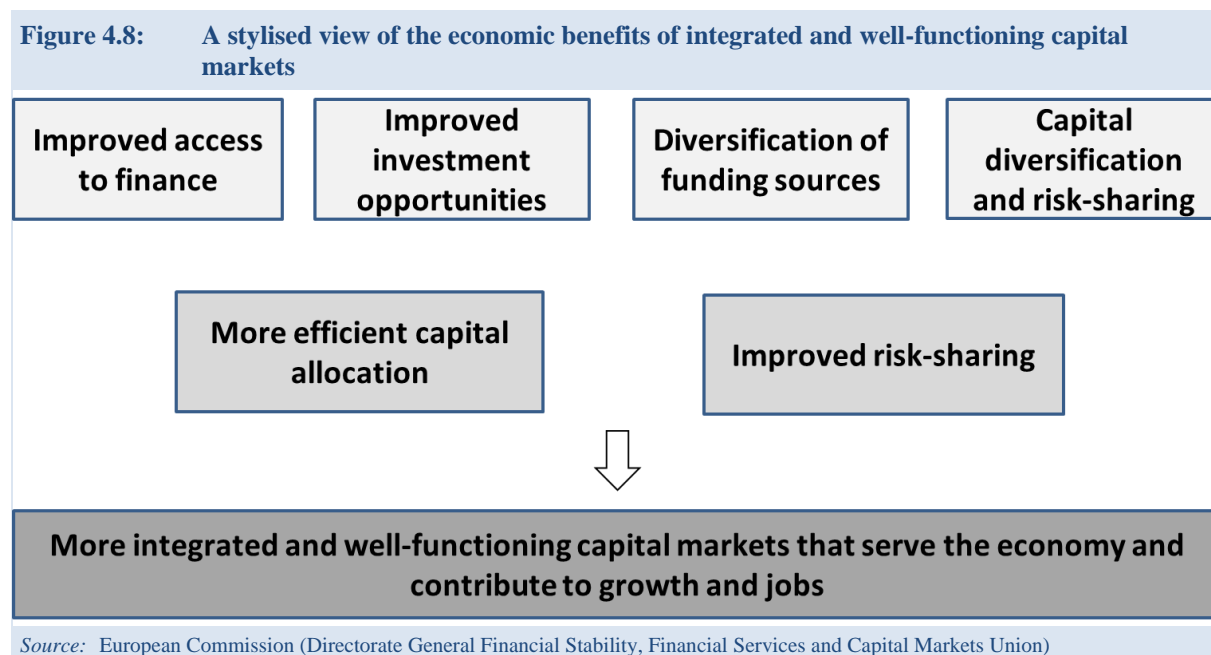 Figure 4.8: A stylised view of the economic benefits of integrated and well-functioning capital
markets
Improved access
to finance
Improved
investment
opportunities
Diversification of
funding sources
Capital
diversification
and risk-sharing
More efficient capital
allocation
Improved risk-sharing
More integrated and well-functioning capital markets that serve the economy and
contribute to growth and jobs
Source: European Commission (Directorate General Financial Stability, Financial Services and Capital Markets Union)